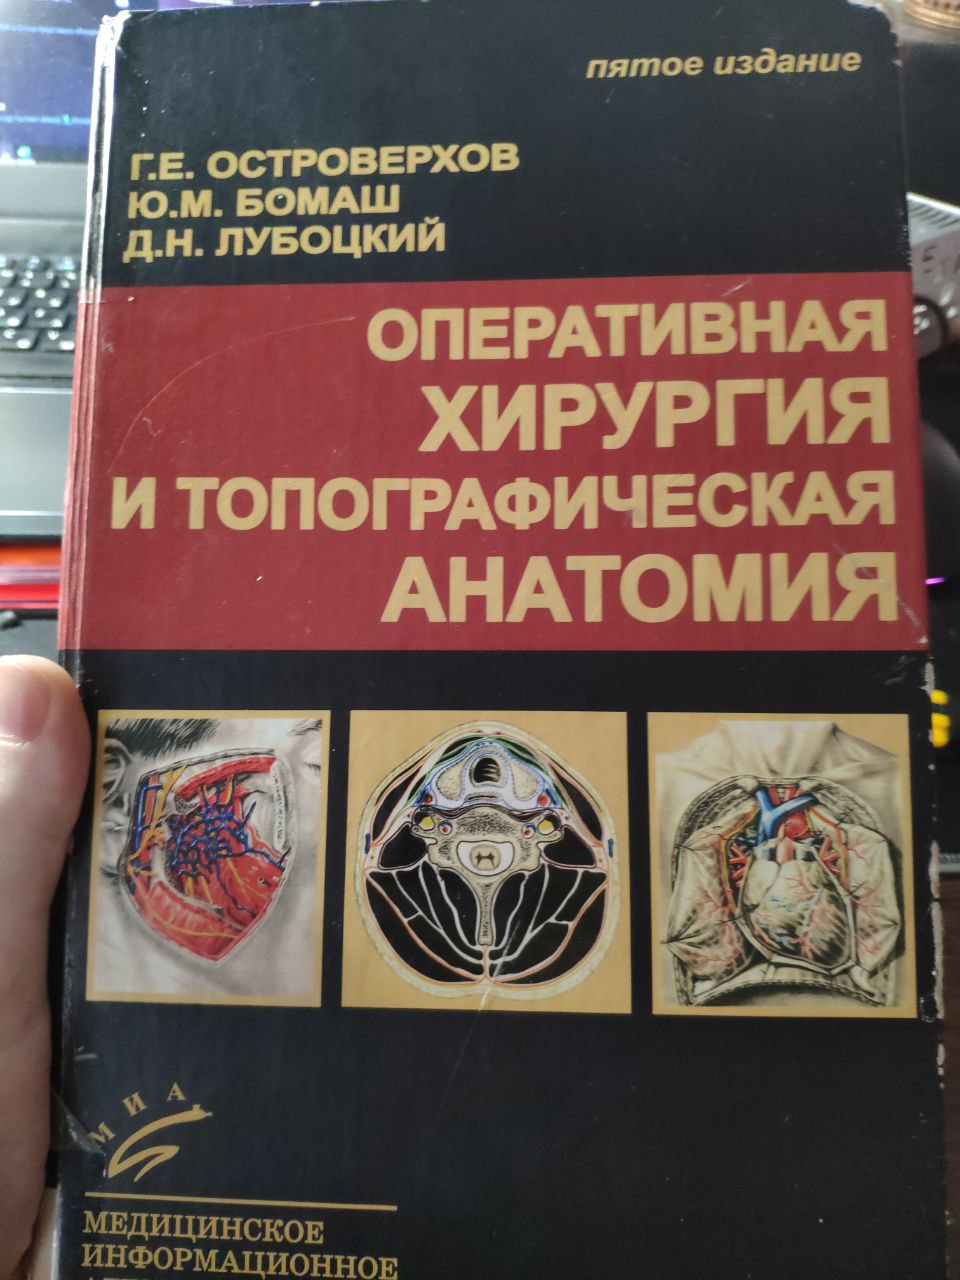 пятое издание
Г.Е. ОСТРОВЕРХОВ
Ю.М. БОМАШ
Д.Н. ЛУБОЦКИЙ
ОПЕРАТИВНАЯ
ХИРУРГИЯ
И ТОПОГРАФИЧЕСКАЯ
АНАТОМИЯ
МИА
МЕДИЦИНСКОЕ
ИНФОРМАЦИОННОЕ